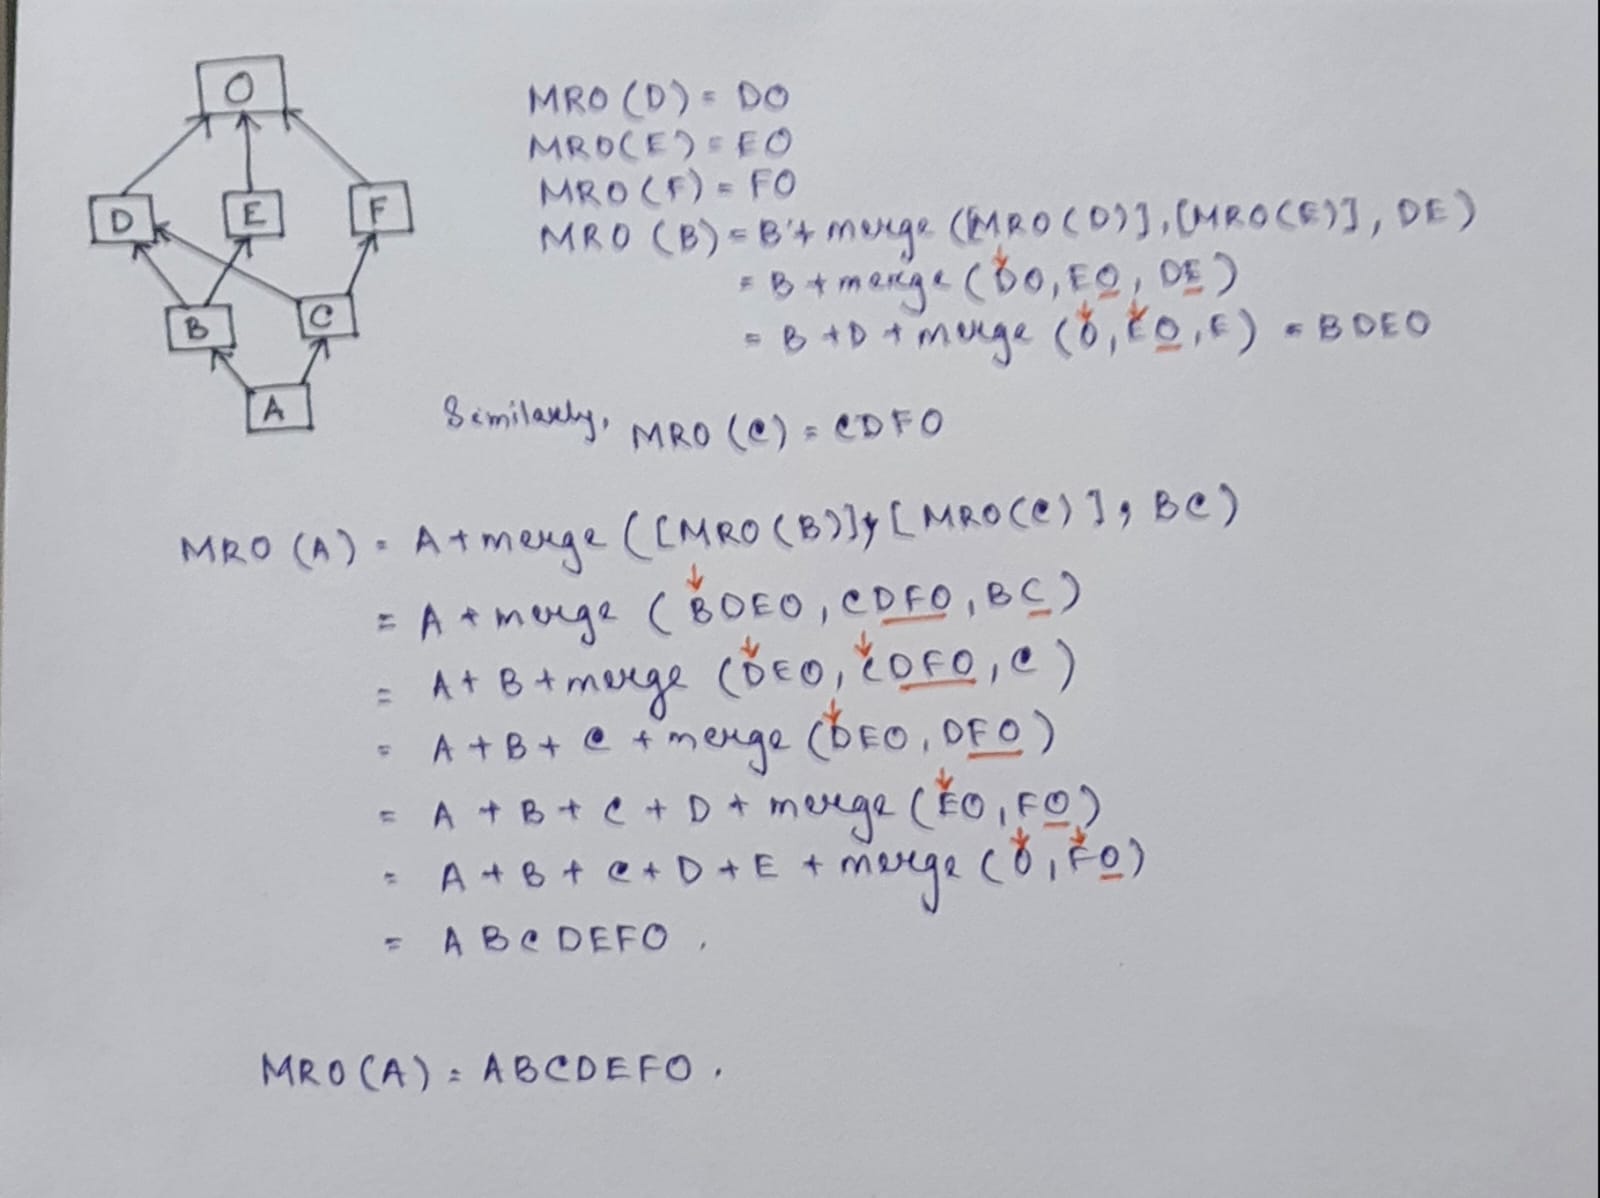 O
D E F
B C
A
MRO (D) = DO
MRO(E) = EO
MRO (F) = FO
MRO (B) = B + merge ([MRO(D)], [MRO(E)], DE)
= B + merge (DO, EO, DE)
= B + D + merge (O, EO, E) = BDEO
Similarly, MRO (C) = CDFO
MRO (A) = A + merge ([MRO(B)], [MRO(C)], BC)
= A + merge (BDEO, CDFO, BC)
= A + B + merge (DEO, CDFO, C)
= A + B + C + merge (DEO, DFO)
= A + B + C + D + merge (EO, FO)
= A + B + C + D + E + merge (O, FO)
= ABCDEFO.
MRO(A) = ABCDEFO.